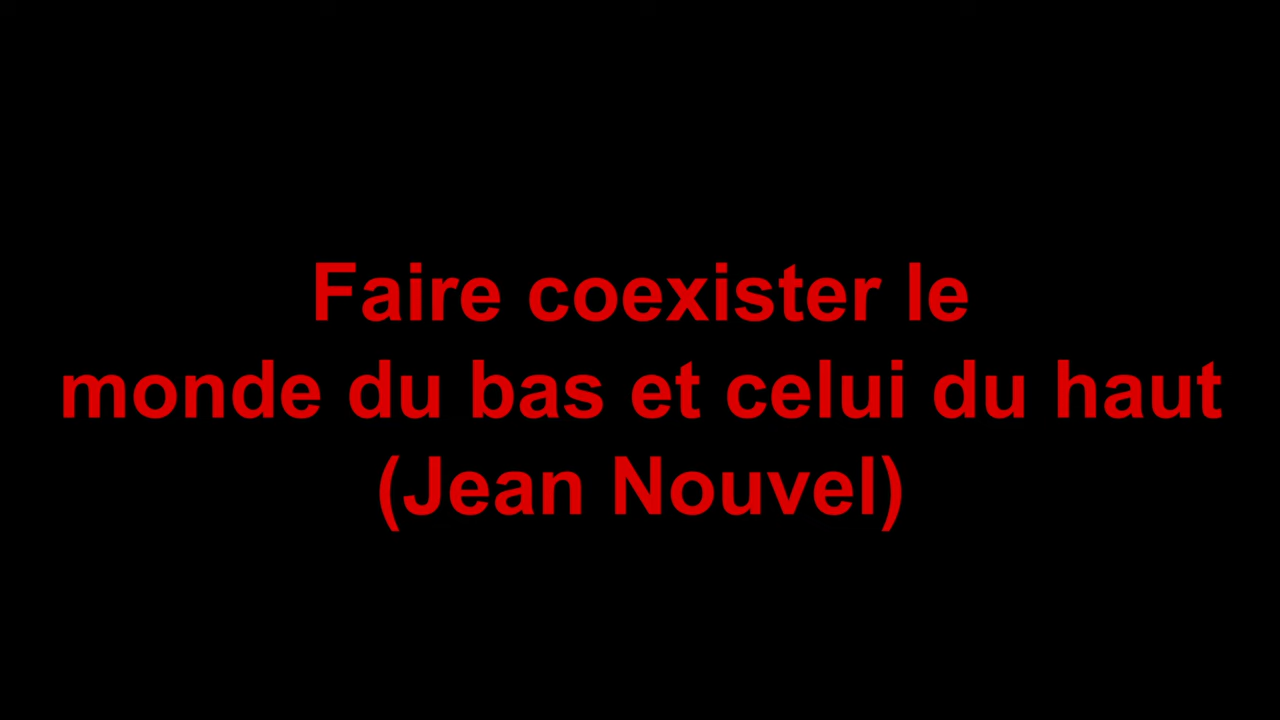 Faire coexister le
monde du bas et celui du haut
(Jean Nouvel)